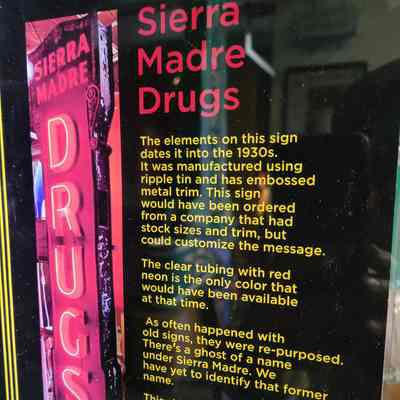 SIERRA
MADRE
DRUGS
Sierra
Madre
Drugs
The elements on this sign
dates it into the 1930s.
It was manufactured using
ripple tin and has embossed
metal trim. This sign
would have been ordered
from a company that had
stock sizes and trim, but
could customize the message.
The clear tubing with red
neon is the only color that
would have been available
at that time.
As often happened with
old signs, they were re-purposed.
There's a ghost of a name
under Sierra Madre. We
have yet to identify that former
name.